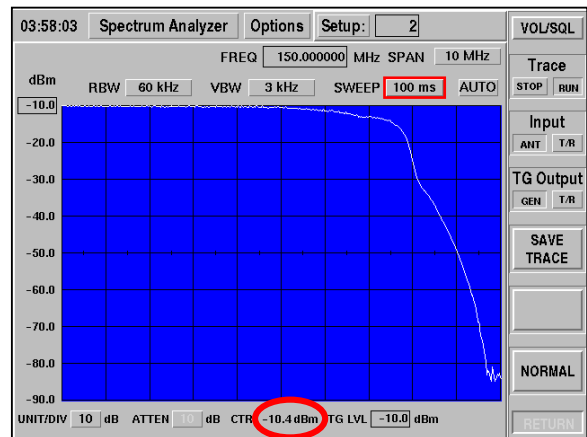 03:58:03 Spectrum Analyzer Options Setup: 2
FREQ 150.000000 MHz SPAN 10 MHz
dBm RBW 60 kHz VBW 3 kHz SWEEP 100 ms AUTO
-10.0
-20.0
-30.0
-40.0
-50.0
-60.0
-70.0
-80.0
-90.0
UNIT/DIV 10 dB ATTEN 10 dB CTR -10.4 dBm TG LVL -10.0 dBm
VOL/SQL
Trace
STOP RUN
Input
ANT T/R
TG Output
GEN T/R
SAVE
TRACE
NORMAL
RETURN